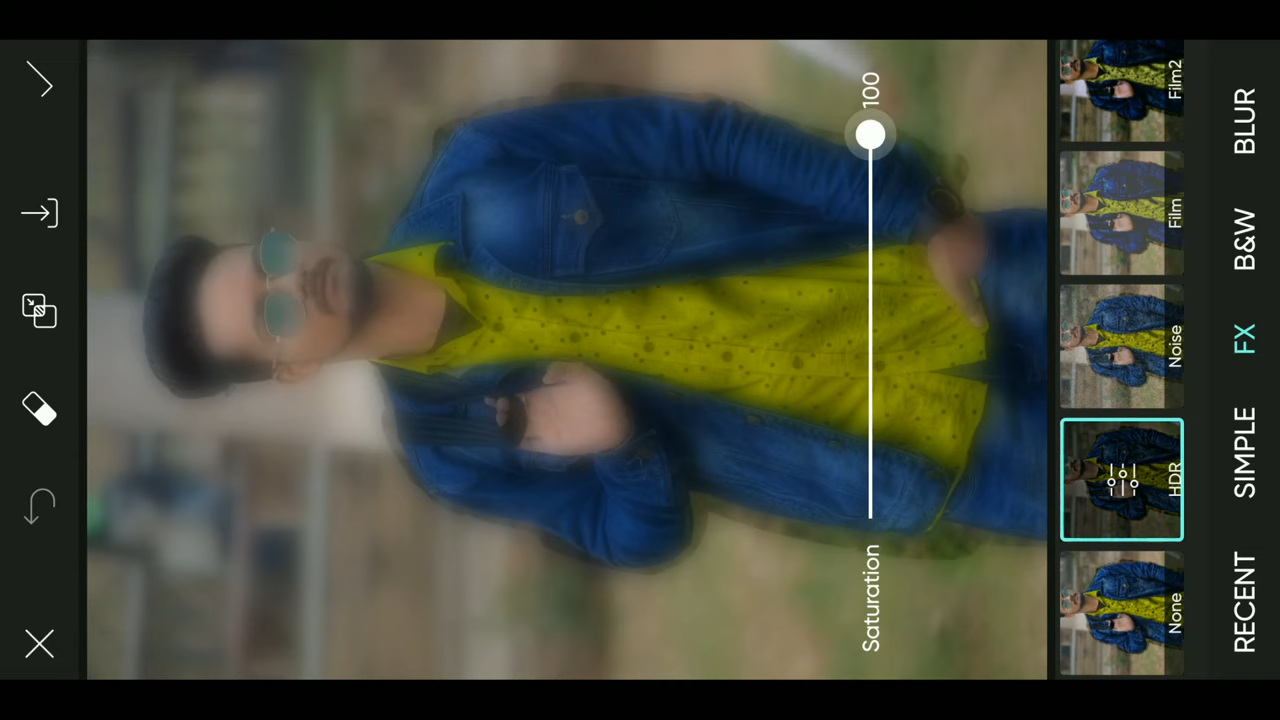 Saturation 100
None
HDR
Noise
Film
Film2
RECENT
SIMPLE
FX
B&W
BLUR